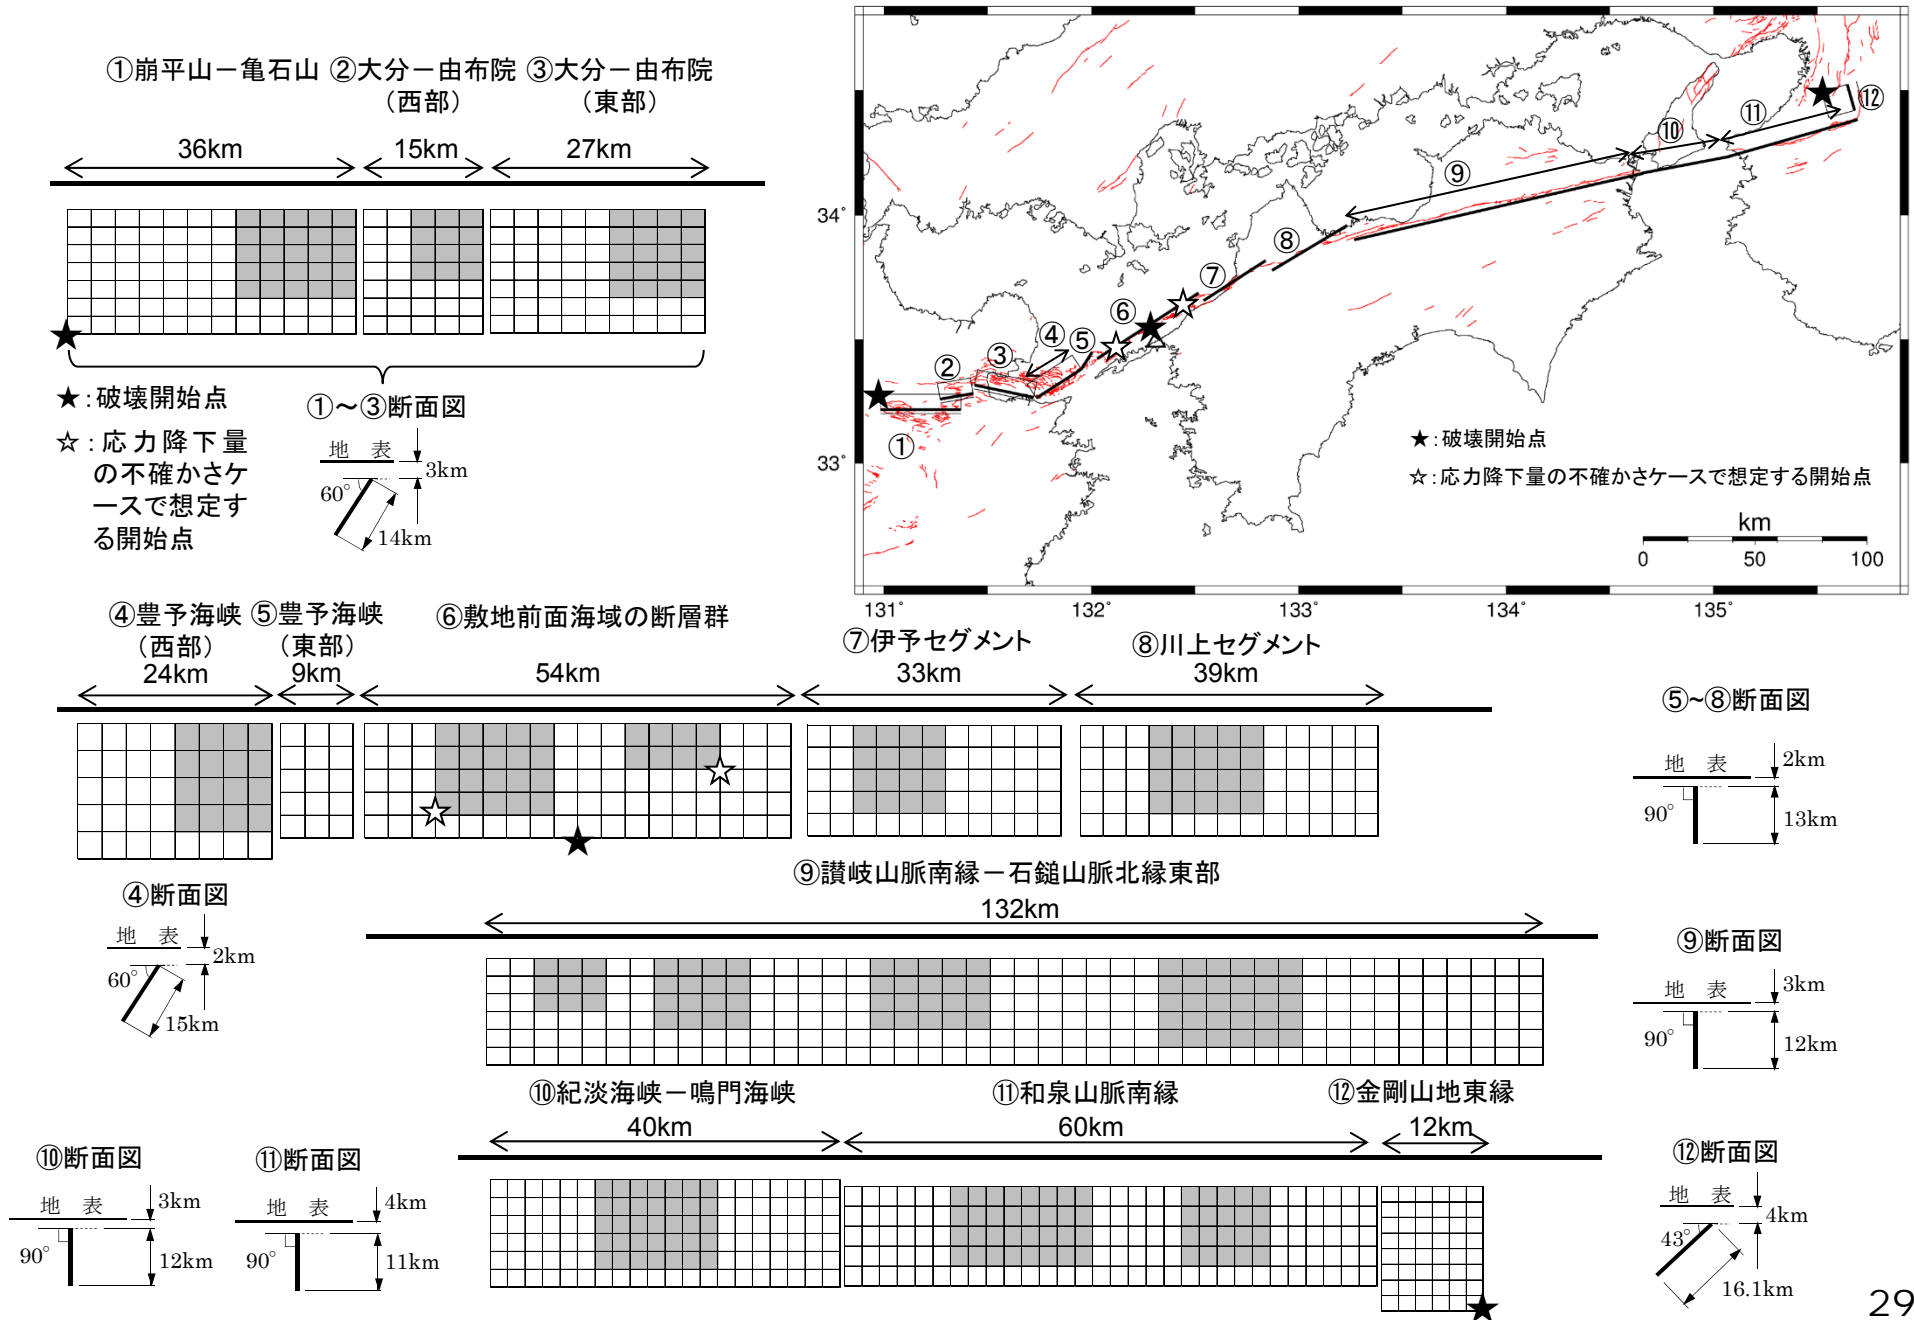 ①崩平山－亀石山 ②大分－由布院 ③大分－由布院
（西部） （東部）
36km 15km 27km
★：破壊開始点
☆：応力降下量
の不確かさケ
ースで想定す
る開始点
①～③断面図
地 表
3km
60°
14km
①
②
③
④
⑤
⑥
⑦
⑧
⑨
⑩
⑪
⑫
34°
33°
131° 132° 133° 134° 135°
★：破壊開始点
☆：応力降下量の不確かさケースで想定する開始点
km
0 50 100
④豊予海峡 ⑤豊予海峡 ⑥敷地前面海域の断層群
（西部） （東部）
⑦伊予セグメント ⑧川上セグメント
24km 9km 54km 33km 39km
⑤~⑧断面図
地 表
2km
90°
13km
④断面図
地 表
2km
60°
15km
⑨讃岐山脈南縁－石鎚山脈北縁東部
132km
⑨断面図
地 表
3km
90°
12km
⑩紀淡海峡－鳴門海峡 ⑪和泉山脈南縁 ⑫金剛山地東縁
40km 60km 12km
⑩断面図
地 表
3km
90°
12km
⑪断面図
地 表
4km
90°
11km
⑫断面図
地 表
4km
43°
16.1km
29